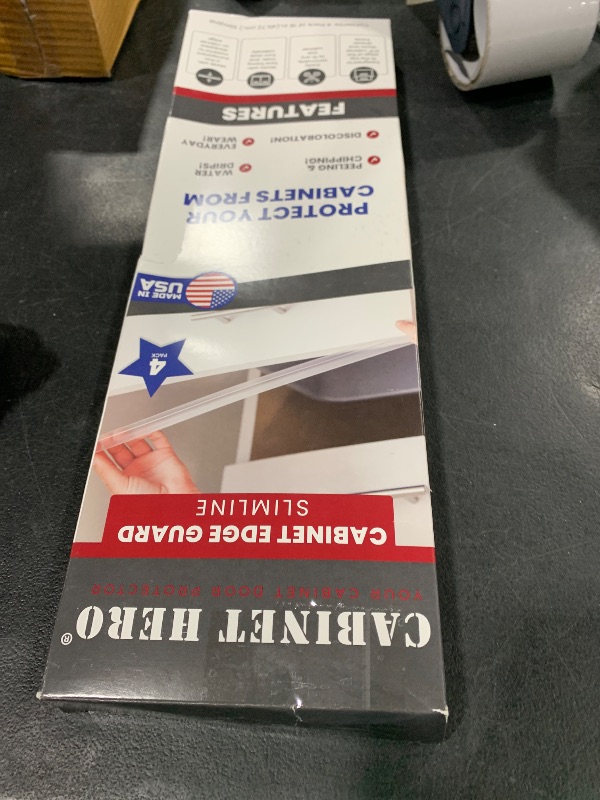 CABINET HERO®
YOUR CABINET DOOR PROTECTOR
CABINET EDGE GUARD
SLIMLINE
4
PACK
MADE IN
USA
PROTECT YOUR
CABINETS FROM
PEELING &
CHIPPING!
WATER
DRIPS!
DISCOLORATION!
EVERYDAY
WEAR!
FEATURES